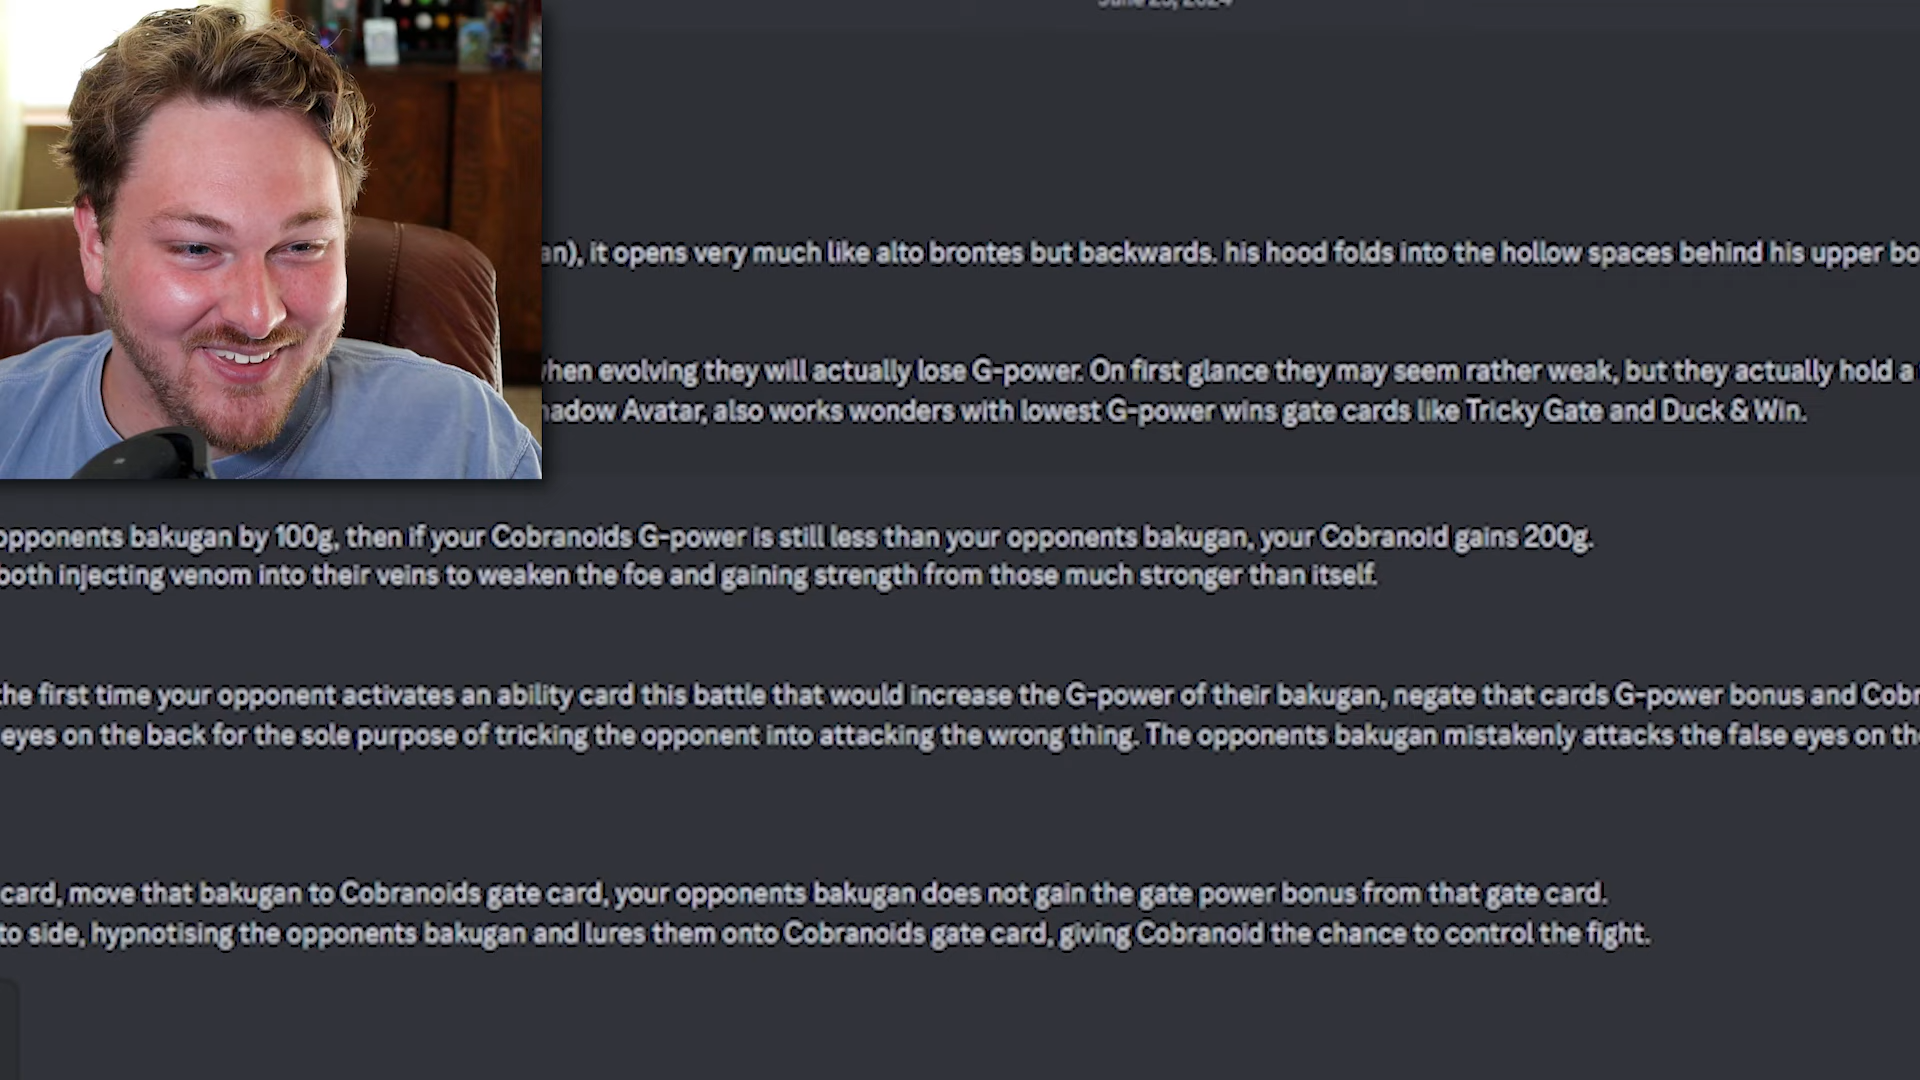 June 25, 2024
an), it opens very much like alto brontes but backwards. his hood folds into the hollow spaces behind his upper bo
when evolving they will actually lose G-power. On first glance they may seem rather weak, but they actually hold a
hadow Avatar, also works wonders with lowest G-power wins gate cards like Tricky Gate and Duck & Win.
opponents bakugan by 100g, then if your Cobranoids G-power is still less than your opponents bakugan, your Cobranoid gains 200g.
both injecting venom into their veins to weaken the foe and gaining strength from those much stronger than itself.
the first time your opponent activates an ability card this battle that would increase the G-power of their bakugan, negate that cards G-power bonus and Cobr
eyes on the back for the sole purpose of tricking the opponent into attacking the wrong thing. The opponents bakugan mistakenly attacks the false eyes on th
card, move that bakugan to Cobranoids gate card, your opponents bakugan does not gain the gate power bonus from that gate card.
to side, hypnotising the opponents bakugan and lures them onto Cobranoids gate card, giving Cobranoid the chance to control the fight.